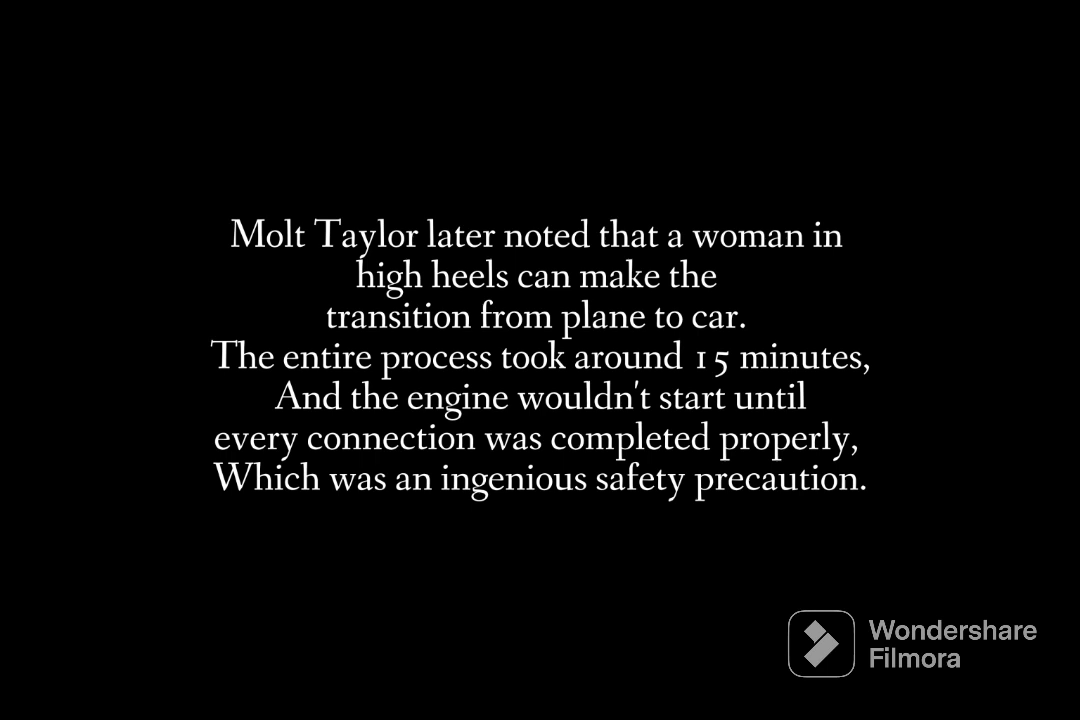 Molt Taylor later noted that a woman in
high heels can make the
transition from plane to car.
The entire process took around 15 minutes,
And the engine wouldn't start until
every connection was completed properly,
Which was an ingenious safety precaution.
Wondershare
Filmora